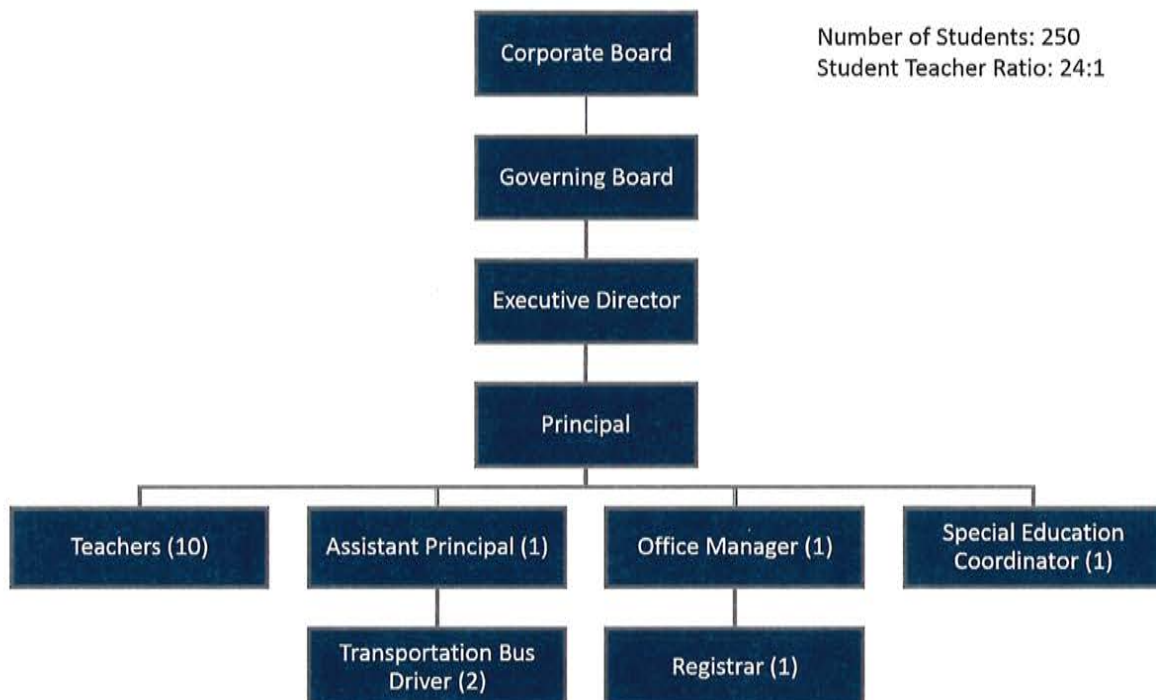 Corporate Board
Number of Students: 250
Student Teacher Ratio: 24:1
Governing Board
Executive Director
Principal
Teachers (10)
Assistant Principal (1)
Office Manager (1)
Special Education
Coordinator (1)
Transportation Bus
Driver (2)
Registrar (1)